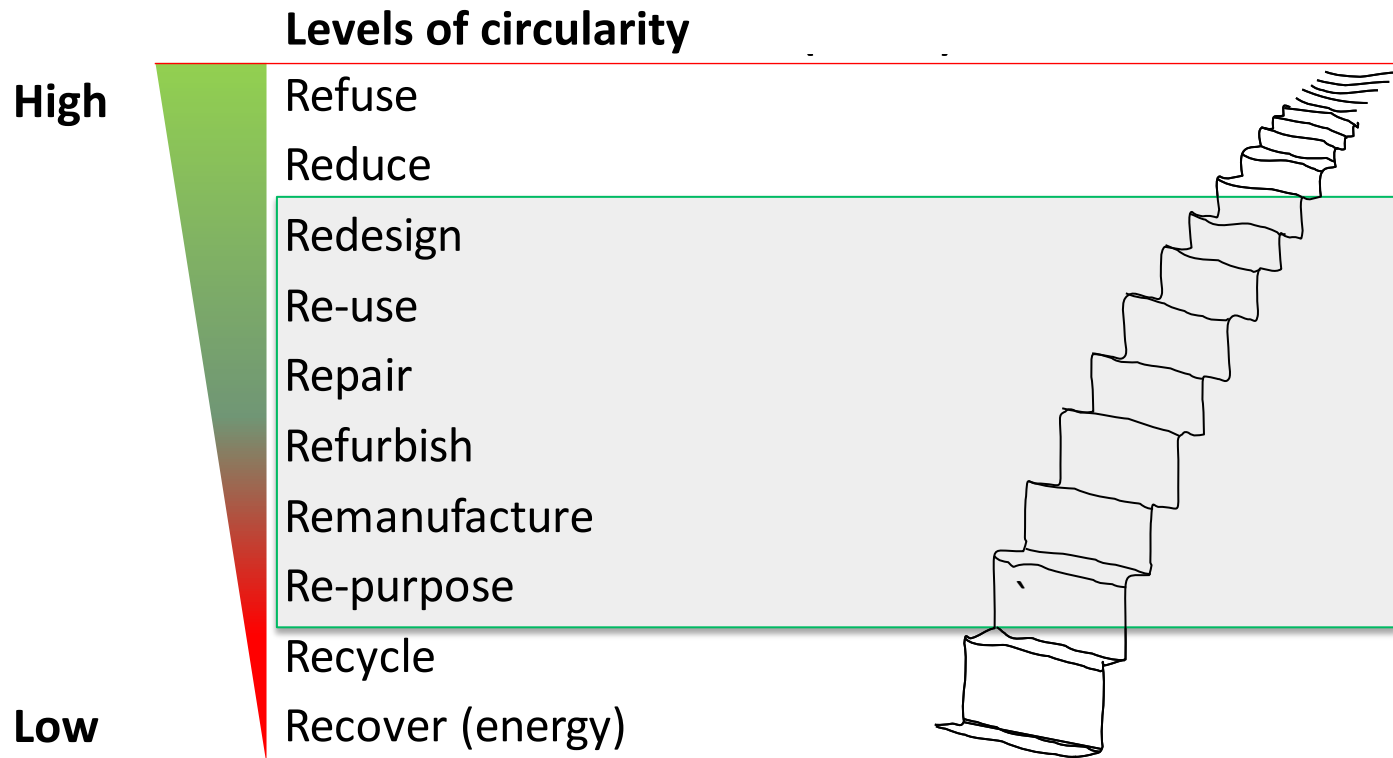 Levels of circularity
High
Refuse
Reduce
Redesign
Re-use
Repair
Refurbish
Remanufacture
Re-purpose
Recycle
Low
Recover (energy)